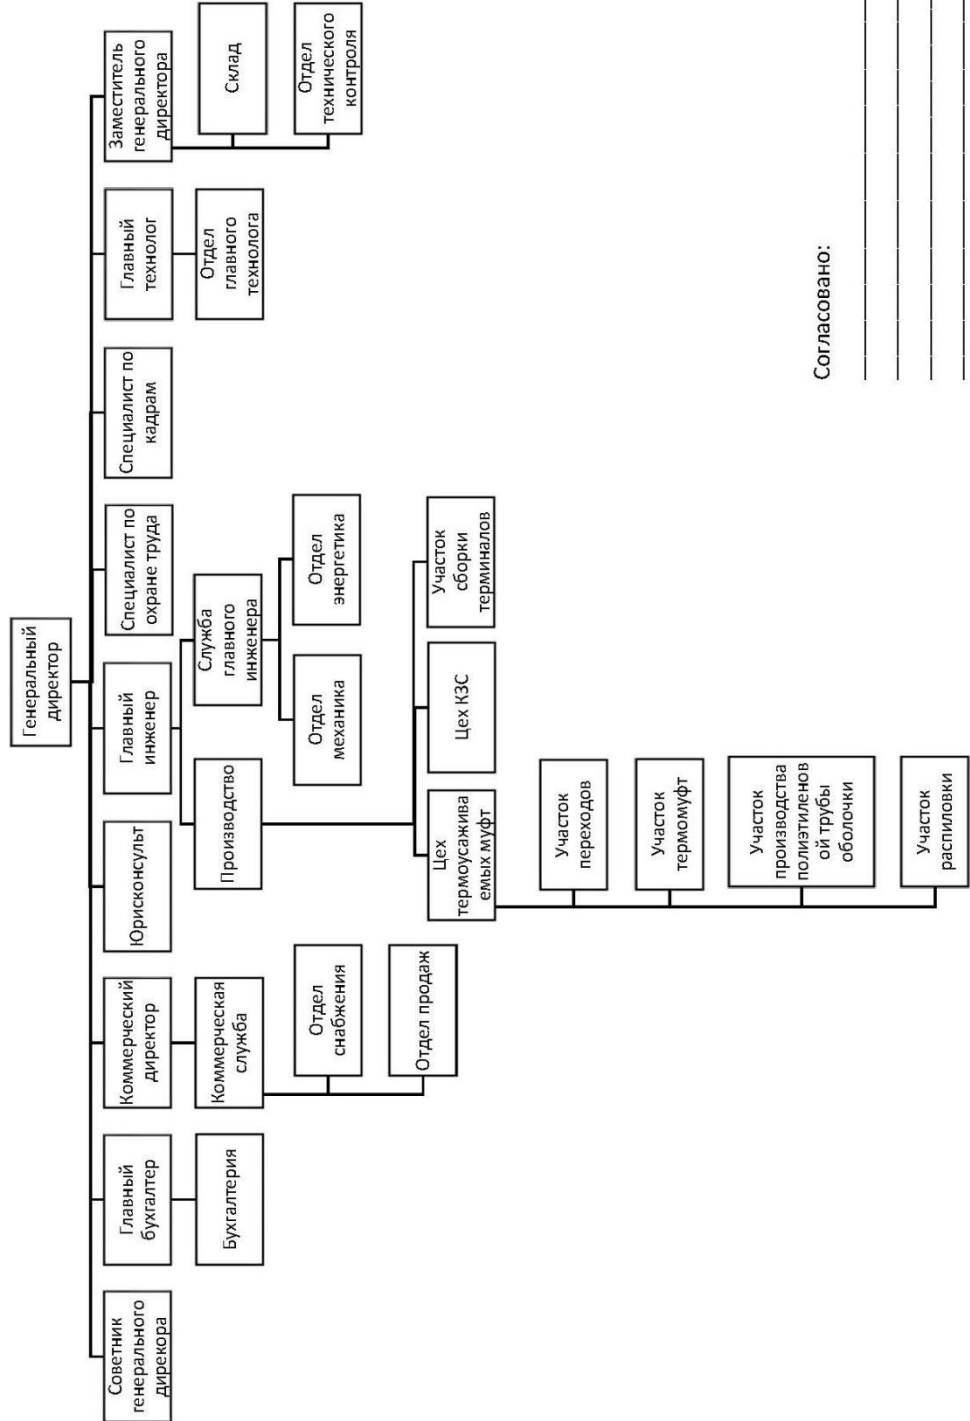 Генеральный
директор
Советник
генерального
дирекора
Главный
бухгалтер
Коммерческий
директор
Юрисконсульт
Главный
инженер
Специалист по
охране труда
Специалист по
кадрам
Главный
технолог
Заместитель
генерального
директора
Бухгалтерия
Коммерческая
служба
Производство
Служба
главного
инженера
Отдел
главного
технолога
Склад
Отдел
снабжения
Отдел
механика
Отдел
энергетика
Отдел
технического
контроля
Отдел продаж
Цех
термоусажива
емых муфт
Цех КЗС
Участок
сборки
терминалов
Участок
переходов
Участок
термомуфт
Участок
производства
полиэтиленов
ой трубы
оболочки
Участок
распиловки
Согласовано: